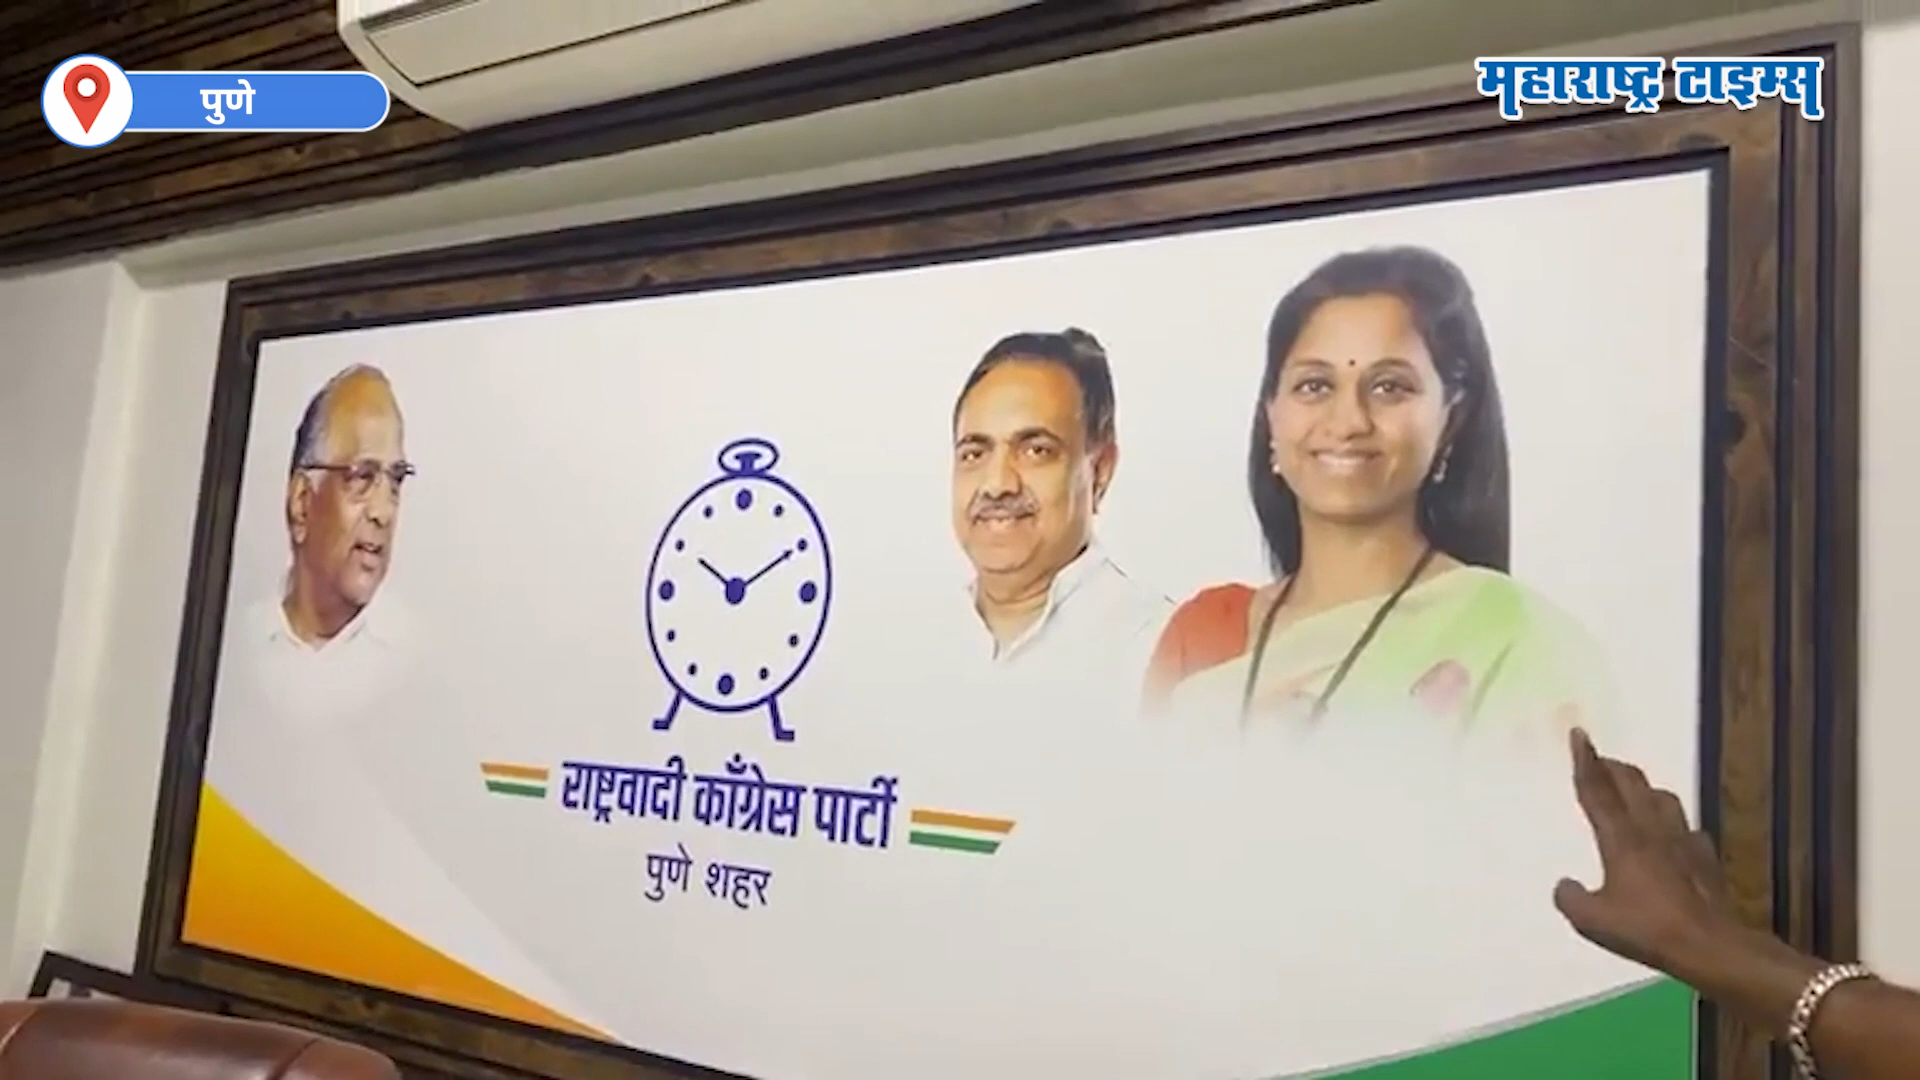 पुणे
महाराष्ट्र टाइम्स
राष्ट्रवादी काँग्रेस पार्टी
पुणे शहर